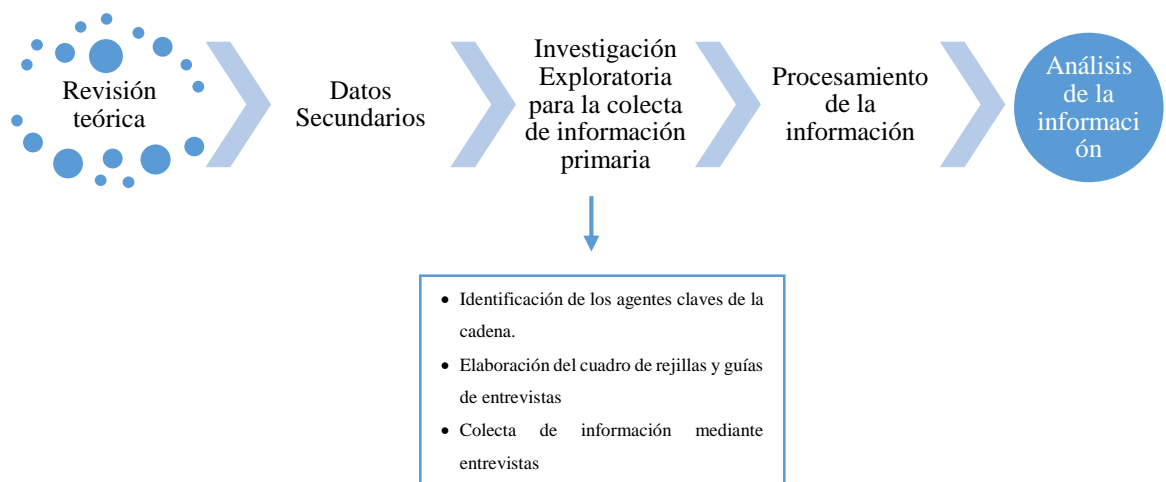 Revisión
teórica
Datos
Secundarios
Investigación
Exploratoria
para la colecta
de información
primaria
Procesamiento
de la
información
Análisis
de la
informaci
ón
• Identificación de los agentes claves de la
cadena.
• Elaboración del cuadro de rejillas y guías
de entrevistas
• Colecta de información mediante
entrevistas